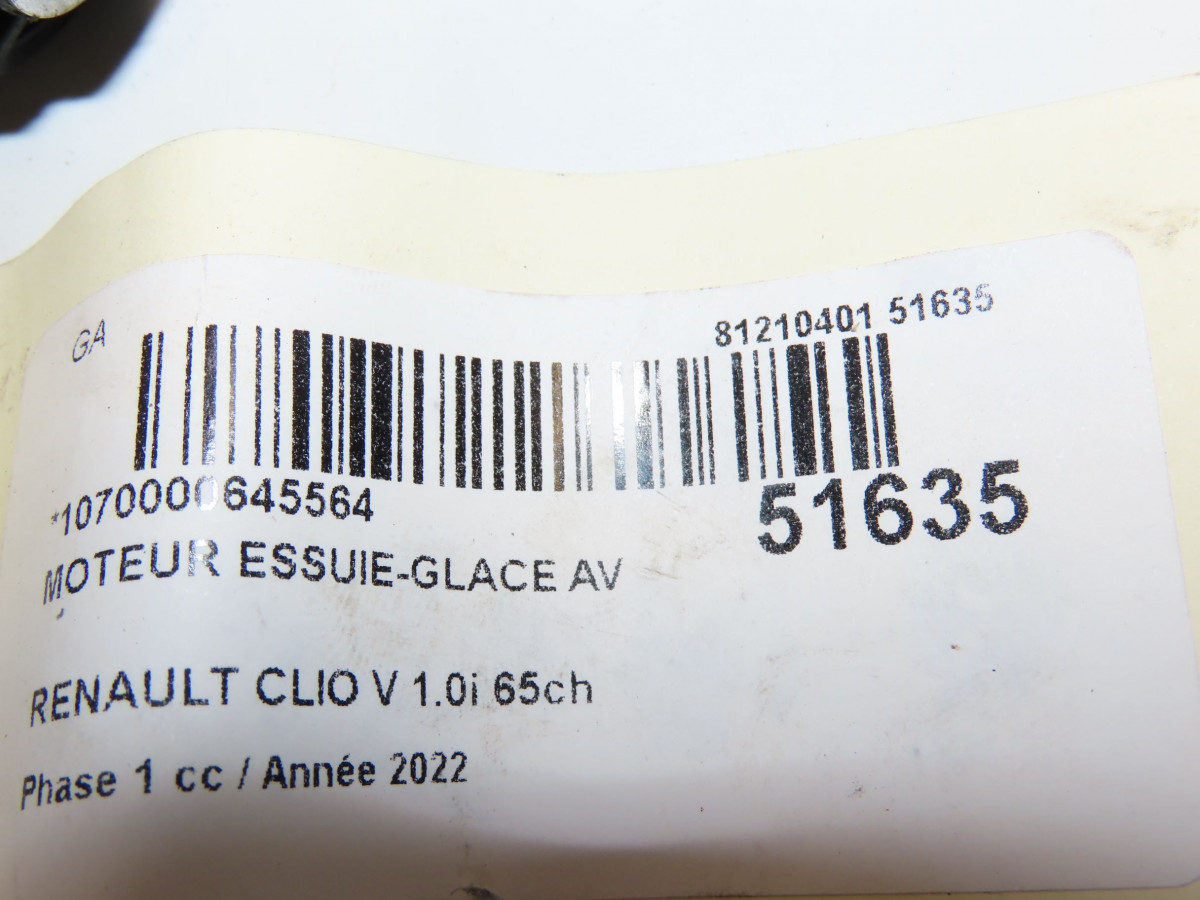 GA
81210401 51635
*1070000645564
51635
MOTEUR ESSUIE-GLACE AV
RENAULT CLIO V 1.0i 65ch
Phase 1 cc / Année 2022